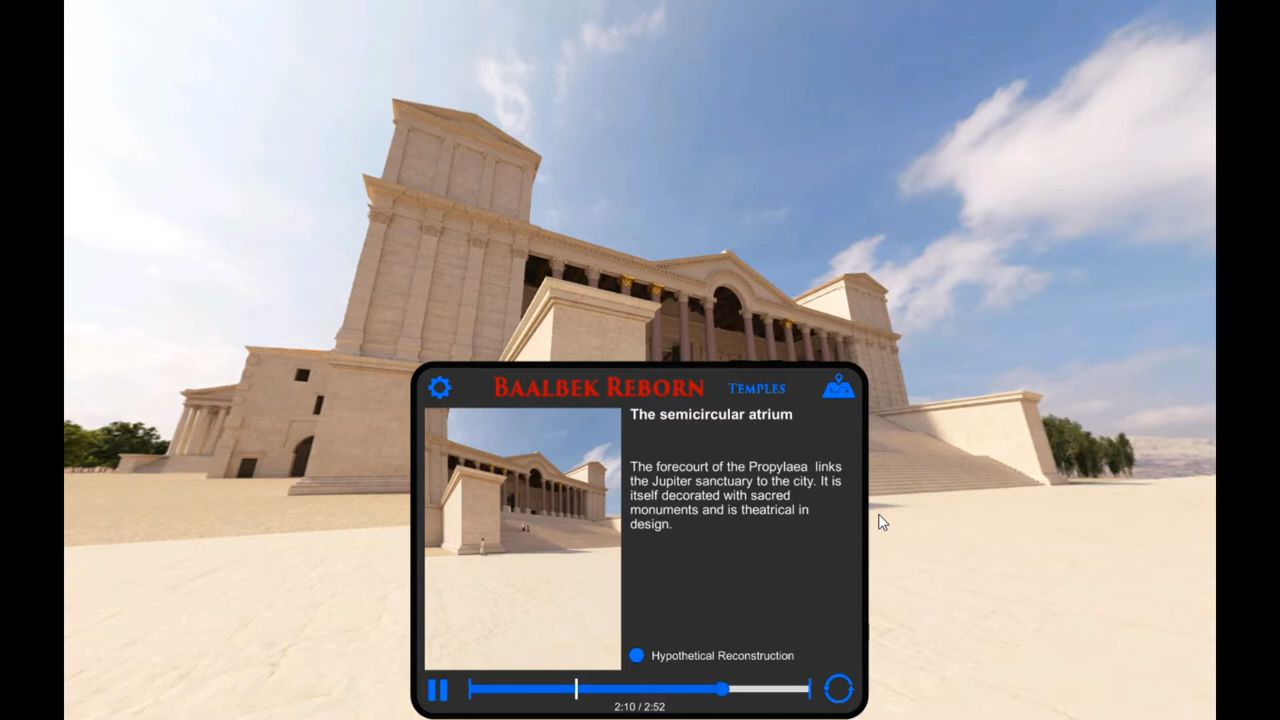 BAALBEK REBORN TEMPLES
The semicircular atrium
The forecourt of the Propylaea links
the Jupiter sanctuary to the city. It is
itself decorated with sacred
monuments and is theatrical in
design.
Hypothetical Reconstruction
2:10 / 2:52